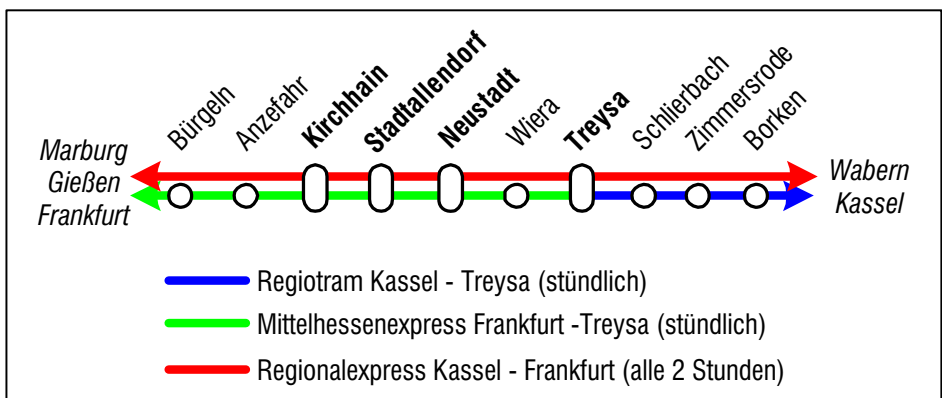 Bürgeln
Anzefahr
Kirchhain
Stadtallendorf
Neustadt
Wiera
Treysa
Schlierbach
Zimmersrode
Borken
Marburg
Gießen
Frankfurt
Wabern
Kassel
Regiotram Kassel - Treysa (stündlich)
Mittelhessenexpress Frankfurt -Treysa (stündlich)
Regionalexpress Kassel - Frankfurt (alle 2 Stunden)